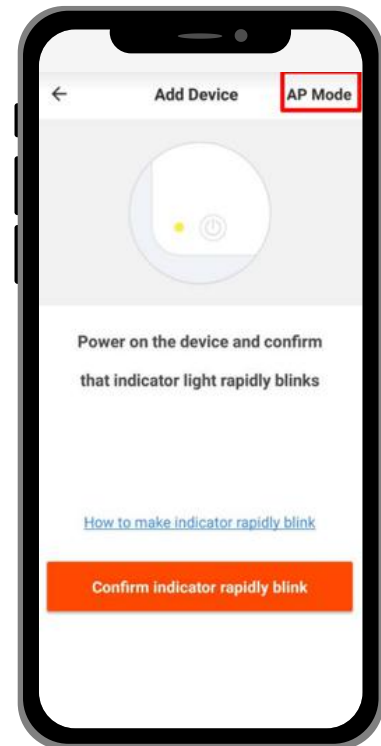 Add Device
AP Mode
Power on the device and confirm
that indicator light rapidly blinks
How to make indicator rapidly blink
Confirm indicator rapidly blink